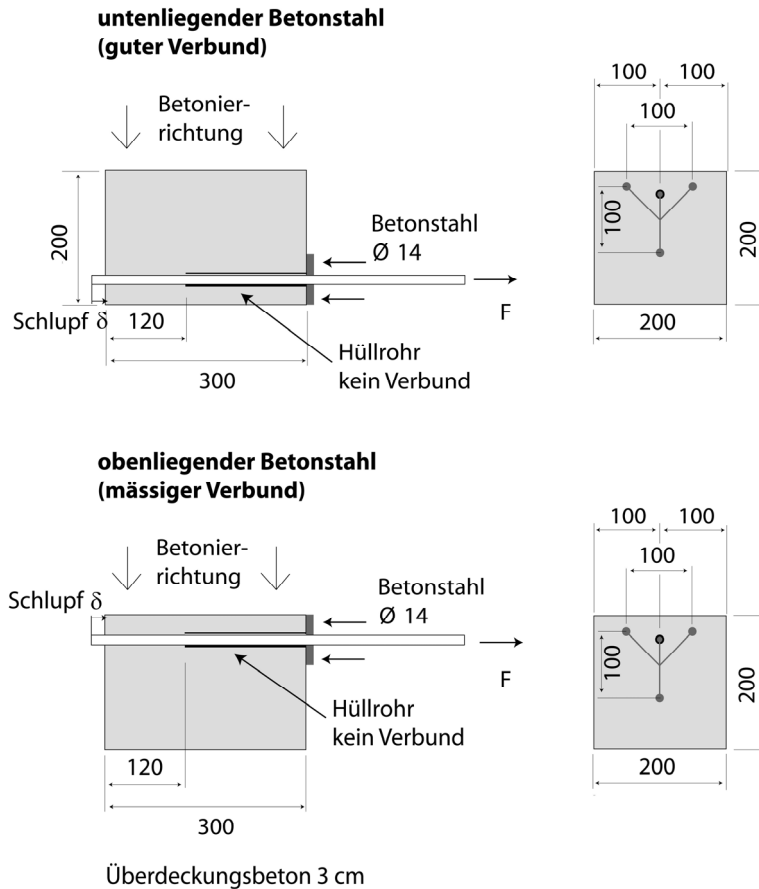 untenliegender Betonstahl
(guter Verbund)
Betonier-
richtung
200
Betonstahl
Ø 14
F
Schlupf δ
120
300
Hüllrohr
kein Verbund
100 100
100
100
200
200
obenliegender Betonstahl
(mässiger Verbund)
Betonier-
richtung
Schlupf δ
Betonstahl
Ø 14
F
Hüllrohr
kein Verbund
120
300
100 100
100
100
200
200
Überdeckungsbeton 3 cm